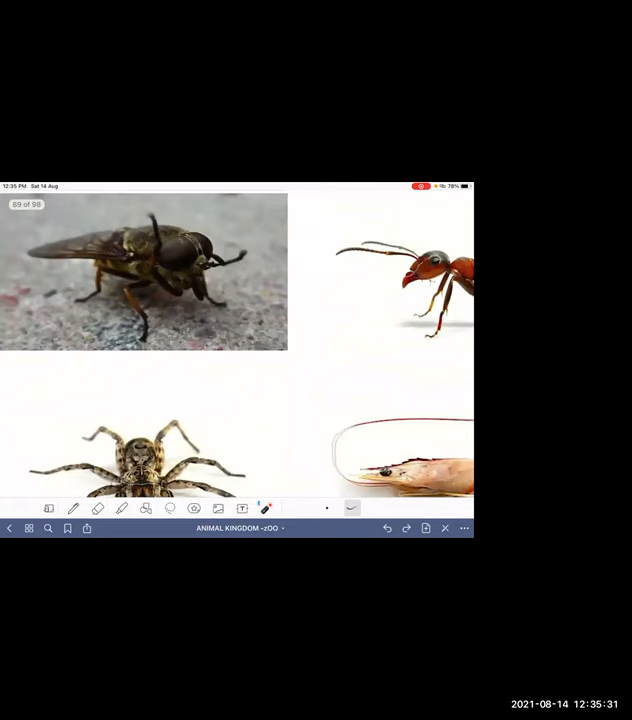 12:35 PM Sat 14 Aug
78%
89 of 98
T
ANIMAL KINGDOM -zOO
2021-08-14 12:35:31